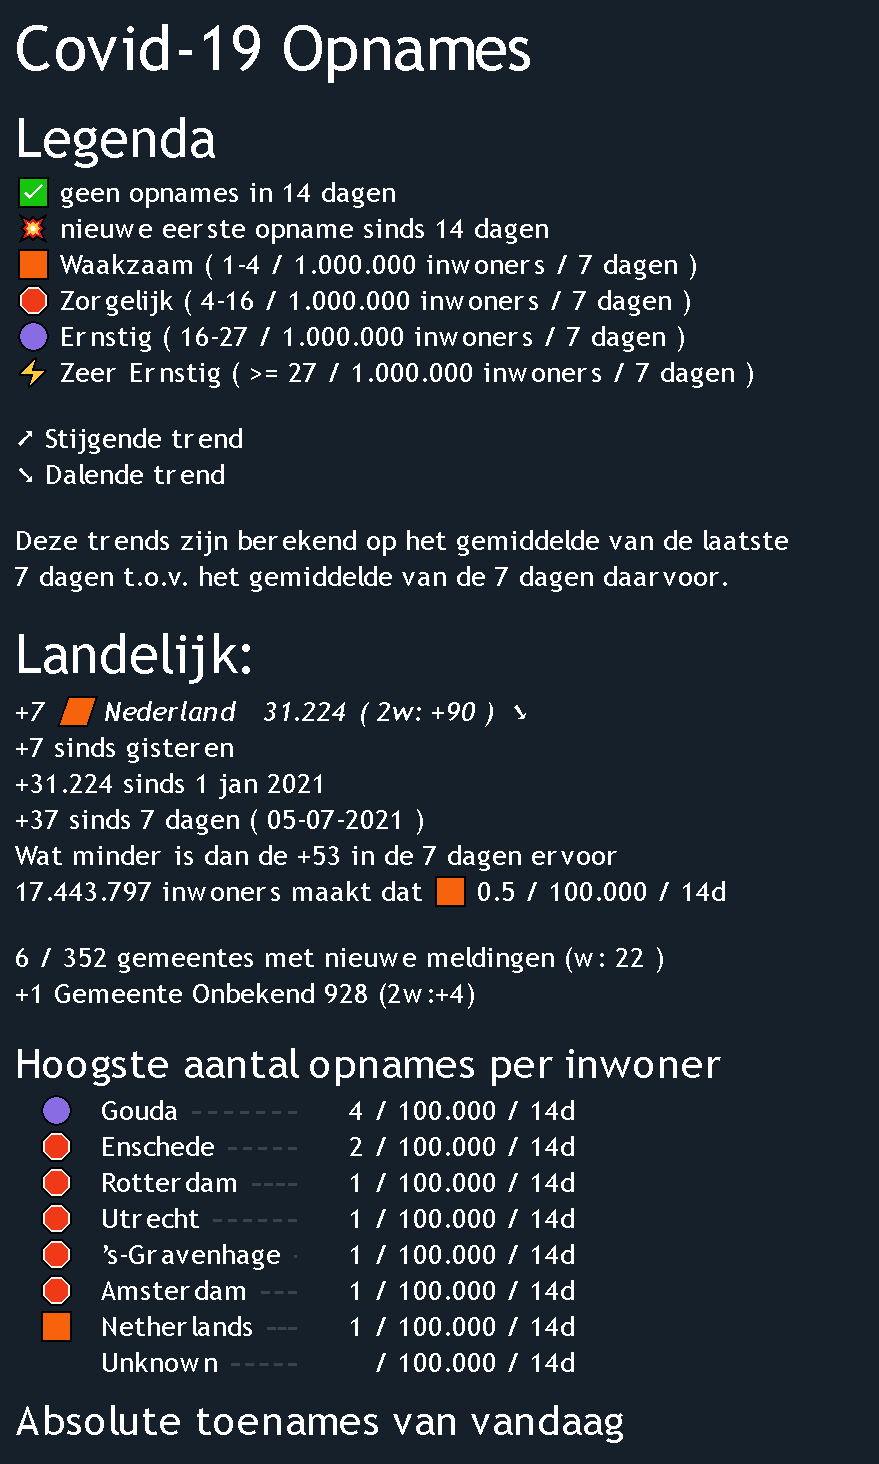 Covid-19 Opnames
Legenda
✅ geen opnames in 14 dagen
💥 nieuwe eerste opname sinds 14 dagen
🟧 Waakzaam ( 1-4 / 1.000.000 inwoners / 7 dagen )
🛑 Zorgelijk ( 4-16 / 1.000.000 inwoners / 7 dagen )
🟣 Ernstig ( 16-27 / 1.000.000 inwoners / 7 dagen )
⚡ Zeer Ernstig ( >= 27 / 1.000.000 inwoners / 7 dagen )
➚ Stijgende trend
➘ Dalende trend
Deze trends zijn berekend op het gemiddelde van de laatste
7 dagen t.o.v. het gemiddelde van de 7 dagen daarvoor.
Landelijk:
+7 🟧 Nederland 31.224 ( 2w: +90 ) ➘
+7 sinds gisteren
+31.224 sinds 1 jan 2021
+37 sinds 7 dagen ( 05-07-2021 )
Wat minder is dan de +53 in de 7 dagen ervoor
17.443.797 inwoners maakt dat 🟧 0.5 / 100.000 / 14d
6 / 352 gemeentes met nieuwe meldingen (w: 22 )
+1 Gemeente Onbekend 928 (2w:+4)
Hoogste aantal opnames per inwoner
🟣 Gouda ------- 4 / 100.000 / 14d
🛑 Enschede ----- 2 / 100.000 / 14d
🛑 Rotterdam ---- 1 / 100.000 / 14d
🛑 Utrecht ------ 1 / 100.000 / 14d
🛑 's-Gravenhage · 1 / 100.000 / 14d
🛑 Amsterdam --- 1 / 100.000 / 14d
🟧 Netherlands --- 1 / 100.000 / 14d
Unknown ----- / 100.000 / 14d
Absolute toenames van vandaag